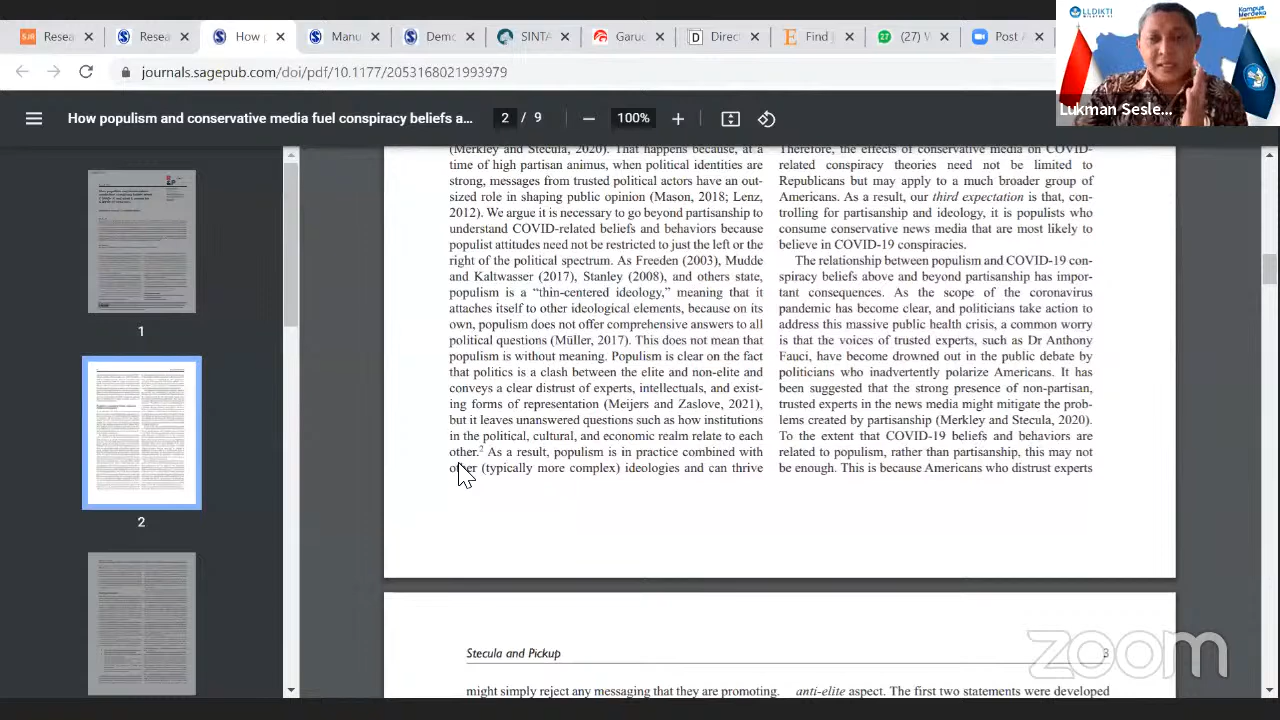 Resea
Resea
How p
Manu
Demo
SINTA
Garud
Direct
Find J
(27) W
Post A
journals.sagepub.com/doi/pdf/10.1177/2053168021993979
LLDIKTI
Kampus
Merdeka
Lukman Sesle...
How populism and conservative media fuel conspiracy beliefs a...
2 / 9
100%
1
2
(Merkley and Stecula, 2020). That happens because, at a
time of high partisan animus, when political identities are
strong, messages from trusted political actors have an out-
sized role in shaping public opinion (Mason, 2018; Lenz,
2012). We argue it is necessary to go beyond partisanship to
understand COVID-related beliefs and behaviors because
populist attitudes need not be restricted to just the left or the
right of the political spectrum. As Freeden (2003), Mudde
and Kaltwasser (2017), Stanley (2008), and others state,
populism is a “thin-centered ideology,” meaning that it
attaches itself to other ideological elements, because on its
own, populism does not offer comprehensive answers to all
political questions (Müller, 2017). This does not mean that
populism is without meaning. Populism is clear on the fact
that politics is a clash between the elite and non-elite and
conveys a clear distrust of experts, intellectuals, and exist-
ing forms of representation (Meijers and Zaslove, 2021),
but it leaves unanswered questions such as how institutions
in the political, cultural, and economic realm relate to each
other.2 As a result, populism is in practice combined with
other (typically more complex) ideologies and can thrive
Therefore, the effects of conservative media on COVID-
related conspiracy theories need not be limited to
Republicans but may apply to a much broader group of
Americans. As a result, our third expectation is that, con-
trolling for partisanship and ideology, it is populists who
consume conservative news media that are most likely to
believe in COVID-19 conspiracies.
The relationship between populism and COVID-19 con-
spiracy beliefs above and beyond partisanship has impor-
tant consequences. As the scope of the coronavirus
pandemic has become clear, and politicians take action to
address this massive public health crisis, a common worry
is that the voices of trusted experts, such as Dr Anthony
Fauci, have become crowned out in the public debate by
politicians who inadvertently polarize Americans. It has
been suggested that the strong presence of non-partisan,
trusted experts in the news media might mitigate the prob-
lems created by partisanship (Merkley and Stecula, 2020).
To the extent that COVID-19 beliefs and behaviors are
related to populism, rather than partisanship, this may not
be enough. This is because Americans who distrust experts
Stecula and Pickup
3
might simply reject any messaging that they are promoting.
anti-elite aspect. The first two statements were developed
zoom